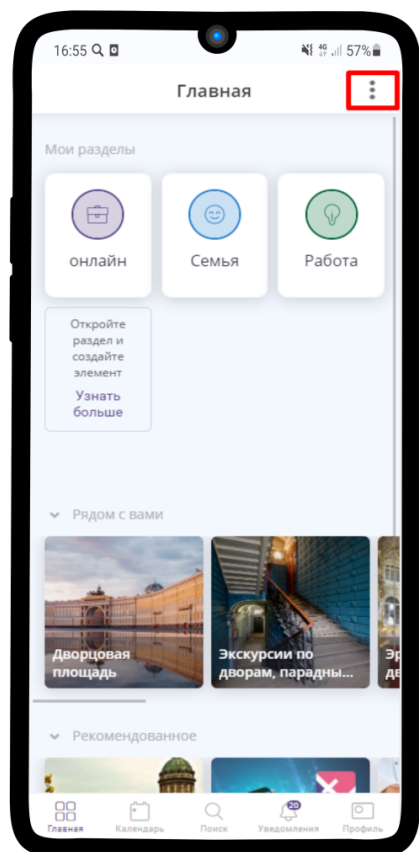 16:55
4G
57%
Главная
Мои разделы
онлайн
Семья
Работа
Откройте
раздел и
создайте
элемент
Узнать
больше
Рядом с вами
Дворцовая
площадь
Экскурсии по
дворам, парадны...
Рекомендованное
20
Главная
Календарь
Поиск
Уведомления
Профиль